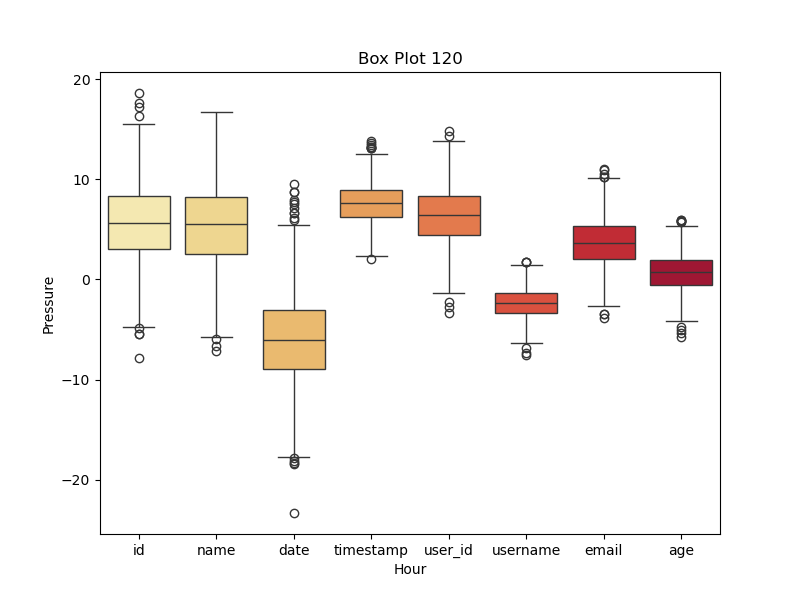 Box Plot 120
20
10
0
−10
−20
Pressure
id name date timestamp user_id username email age
Hour